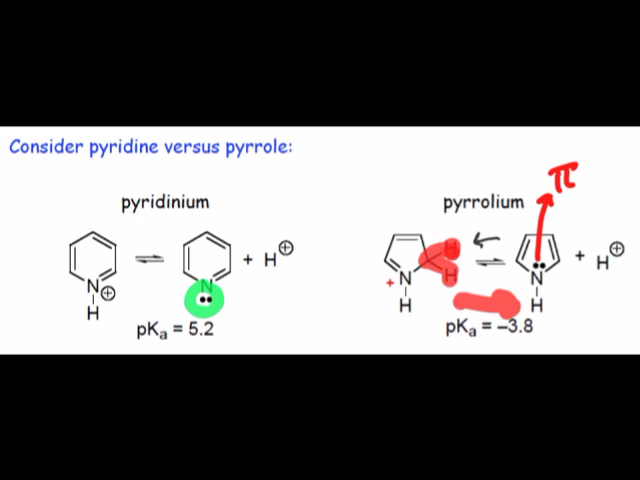 Consider pyridine versus pyrrole:
π
pyridinium
pyrrolium
N ⊕ H
N
+ H⊕
H H
+ N H
N H
+ H⊕
pKa = 5.2
pKa = –3.8